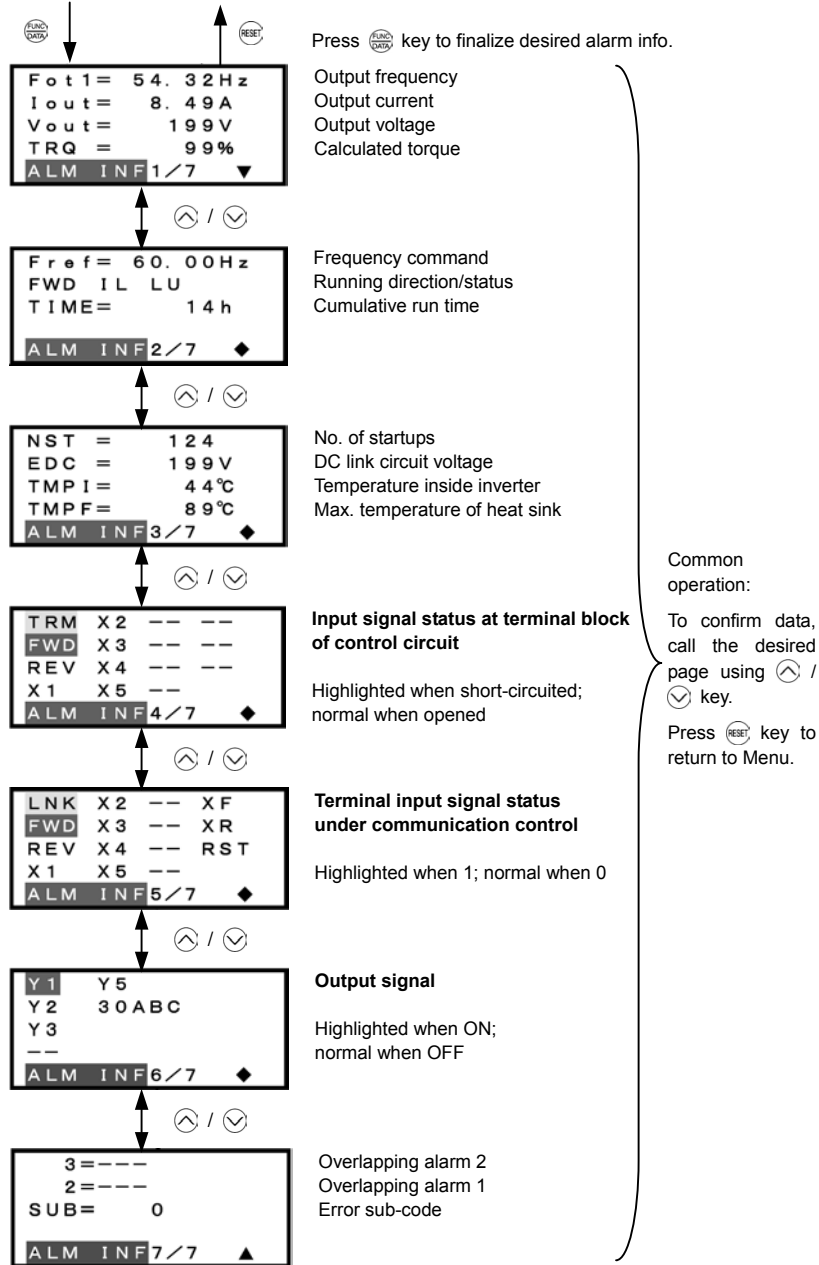 FUNC
DATA
RESET
Press FUNC DATA key to finalize desired alarm info.
Fot1= 54.32Hz
Iout= 8.49A
Vout= 199V
TRQ = 99%
ALM INF1/7 ▼
Output frequency
Output current
Output voltage
Calculated torque
/
Fref= 60.00Hz
FWD IL LU
TIME= 14h
ALM INF2/7 ◆
Frequency command
Running direction/status
Cumulative run time
/
NST = 124
EDC = 199V
TMPI= 44℃
TMPF= 89℃
ALM INF3/7 ◆
No. of startups
DC link circuit voltage
Temperature inside inverter
Max. temperature of heat sink
/
TRM X2 -- --
FWD X3 -- --
REV X4 -- --
X1 X5 --
ALM INF4/7 ◆
Input signal status at terminal block
of control circuit
Highlighted when short-circuited;
normal when opened
/
LNK X2 -- XF
FWD X3 -- XR
REV X4 -- RST
X1 X5 --
ALM INF5/7 ◆
Terminal input signal status
under communication control
Highlighted when 1; normal when 0
/
Y1 Y5
Y2 30ABC
Y3
--
ALM INF6/7 ◆
Output signal
Highlighted when ON;
normal when OFF
/
3=---
2=---
SUB= 0
ALM INF7/7 ▲
Overlapping alarm 2
Overlapping alarm 1
Error sub-code
Common
operation:
To confirm data,
call the desired
page using /
key.
Press RESET key to
return to Menu.